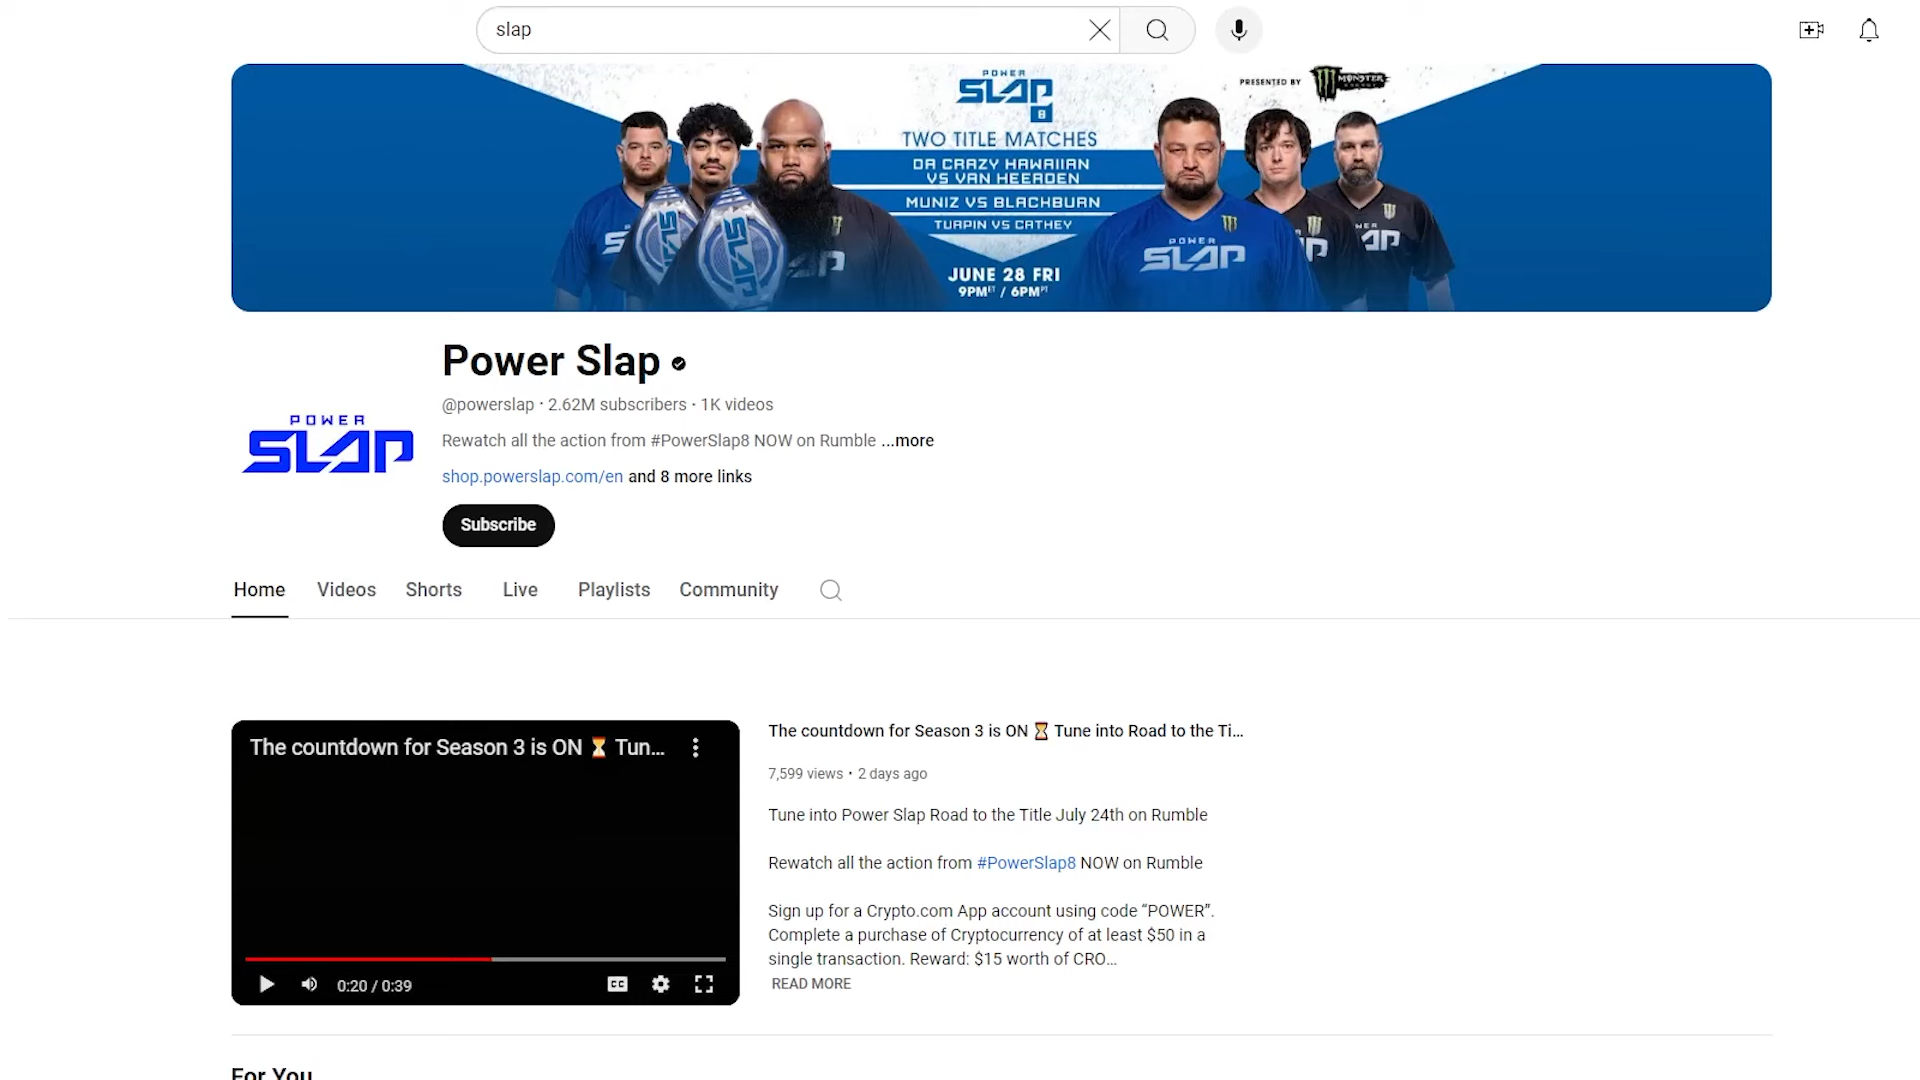 slap
POWER
SLAP
8
PRESENTED BY
MONSTER
TWO TITLE MATCHES
DA CRAZY HAWAIIAN
VS VAN HEERDEN
MUNIZ VS BLACKBURN
TURPIN VS CATHEY
JUNE 28 FRI
9PM ET / 6PM PT
POWER
SLAP
Power Slap
@powerslap · 2.62M subscribers · 1K videos
Rewatch all the action from #PowerSlap8 NOW on Rumble ...more
shop.powerslap.com/en and 8 more links
POWER
SLAP
Subscribe
Home Videos Shorts Live Playlists Community
The countdown for Season 3 is ON ⏳ Tun...
0:20 / 0:39
CC
The countdown for Season 3 is ON ⏳ Tune into Road to the Ti...
7,599 views · 2 days ago
Tune into Power Slap Road to the Title July 24th on Rumble
Rewatch all the action from #PowerSlap8 NOW on Rumble
Sign up for a Crypto.com App account using code “POWER”.
Complete a purchase of Cryptocurrency of at least $50 in a
single transaction. Reward: $15 worth of CRO...
READ MORE
For You